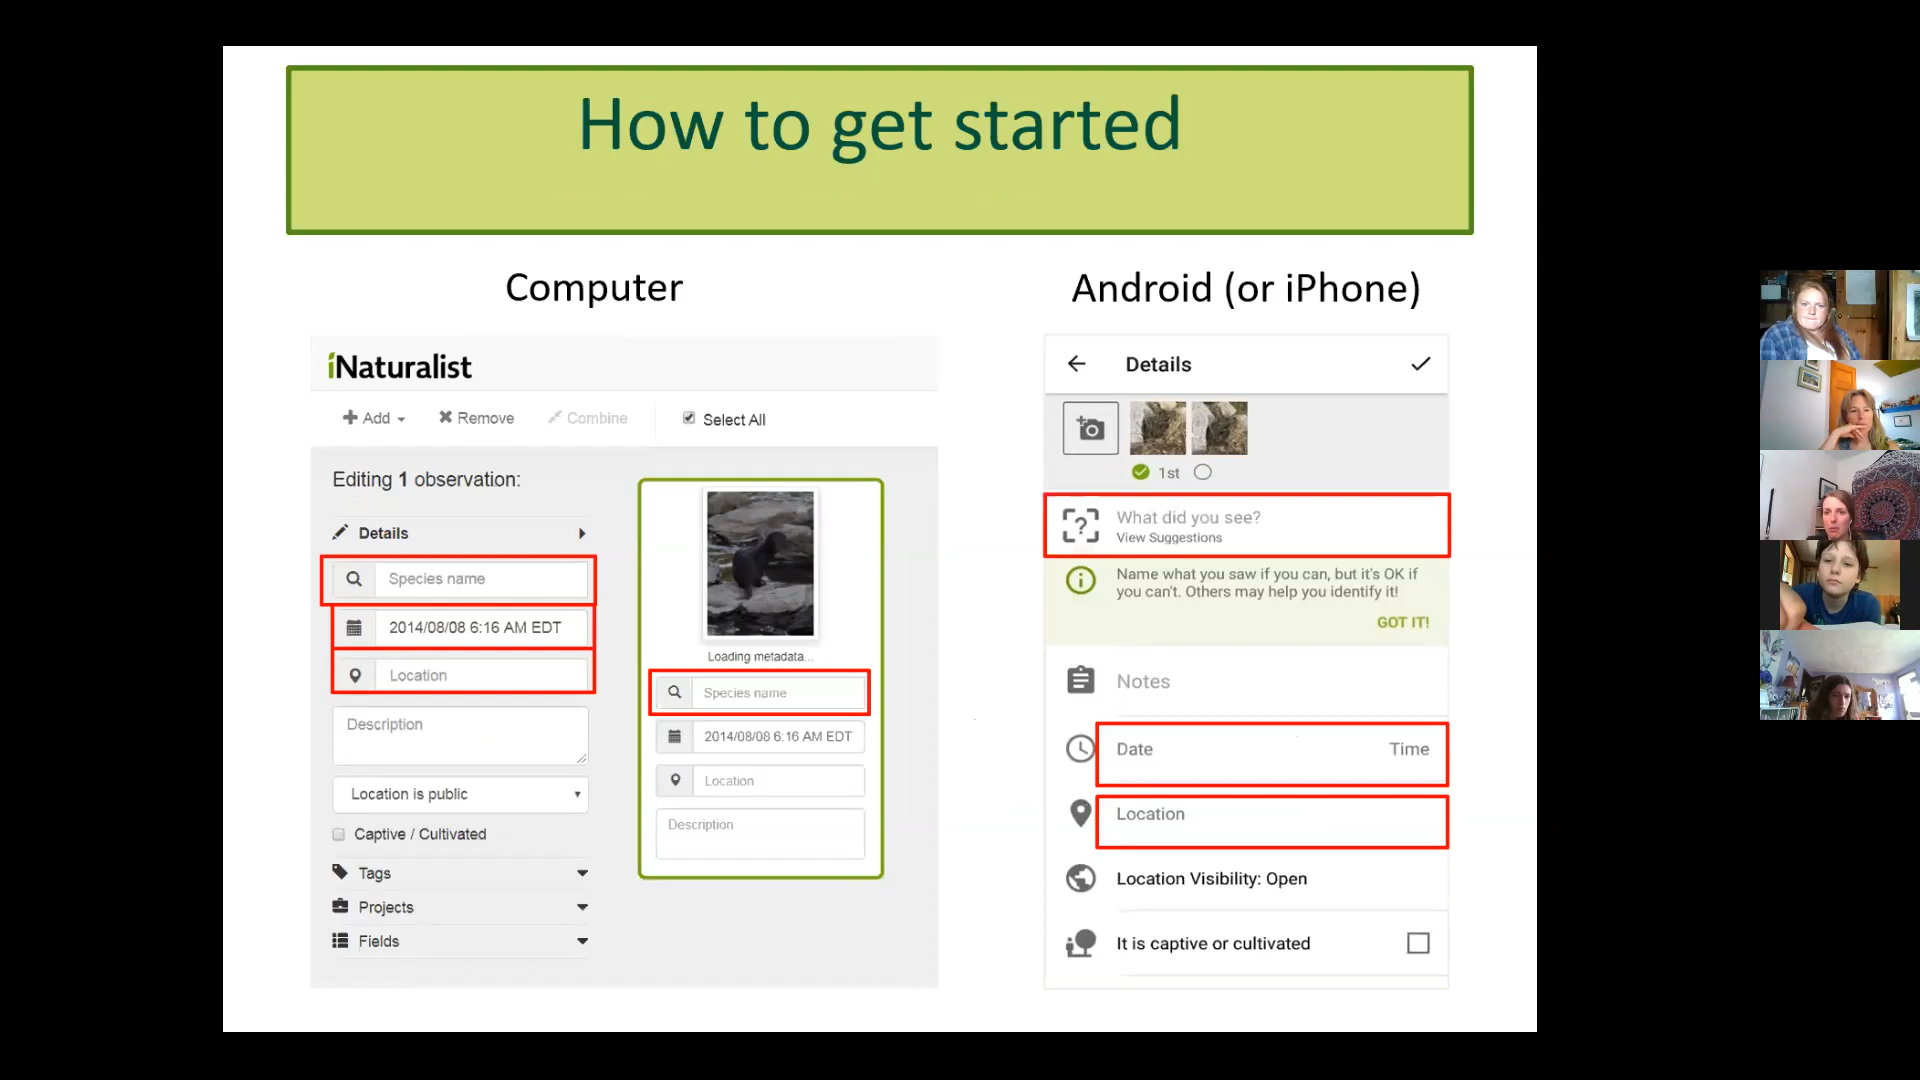 How to get started
Computer
iNaturalist
Add
Remove
Combine
Select All
Editing 1 observation:
Details
Species name
2014/08/08 6:16 AM EDT
Location
Description
Location is public
Captive / Cultivated
Tags
Projects
Fields
Loading metadata...
Species name
2014/08/08 6:16 AM EDT
Location
Description
Android (or iPhone)
Details
1st
What did you see?
View Suggestions
Name what you saw if you can, but it's OK if
you can't. Others may help you identify it!
GOT IT!
Notes
Date Time
Location
Location Visibility: Open
It is captive or cultivated